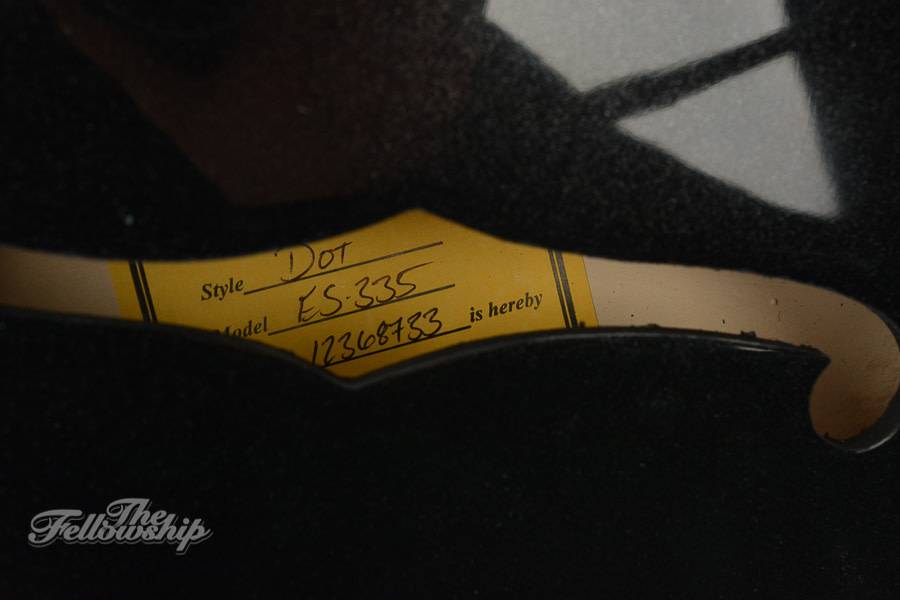 Style Dot
Model ES-335
12368733 is hereby
The
Fellowship